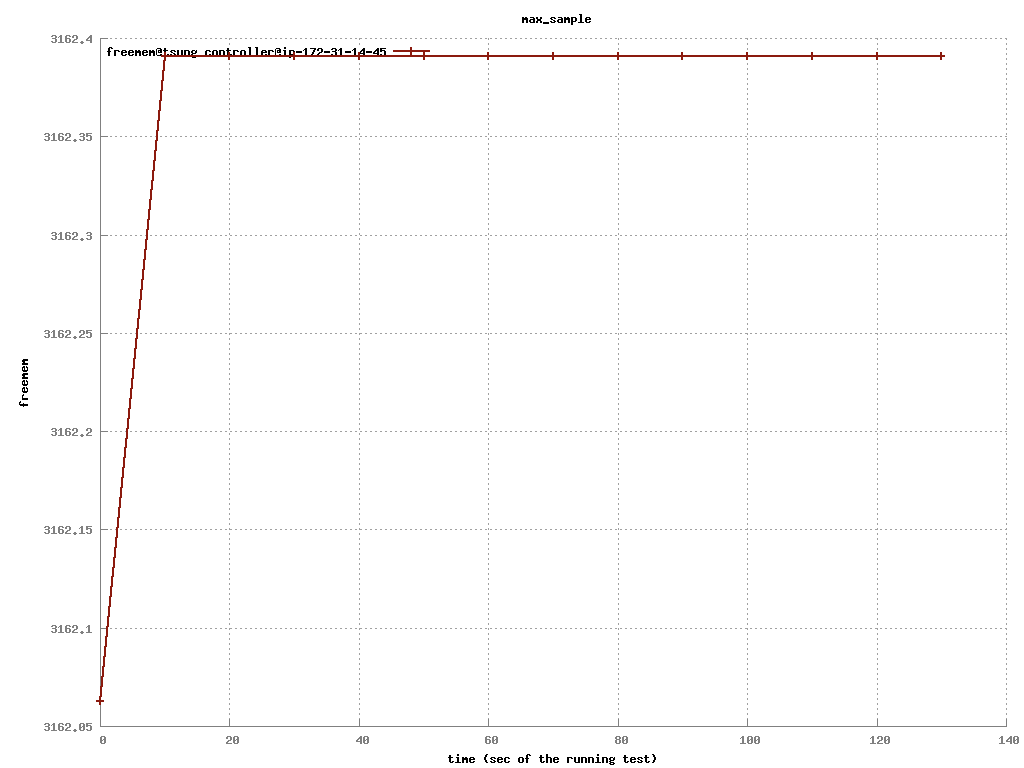 max_sample
3162.4
freemem@tsung_controller@ip-172-31-14-45
3162.35
3162.3
3162.25
freemem
3162.2
3162.15
3162.1
3162.05
0 20 40 60 80 100 120 140
time (sec of the running test)